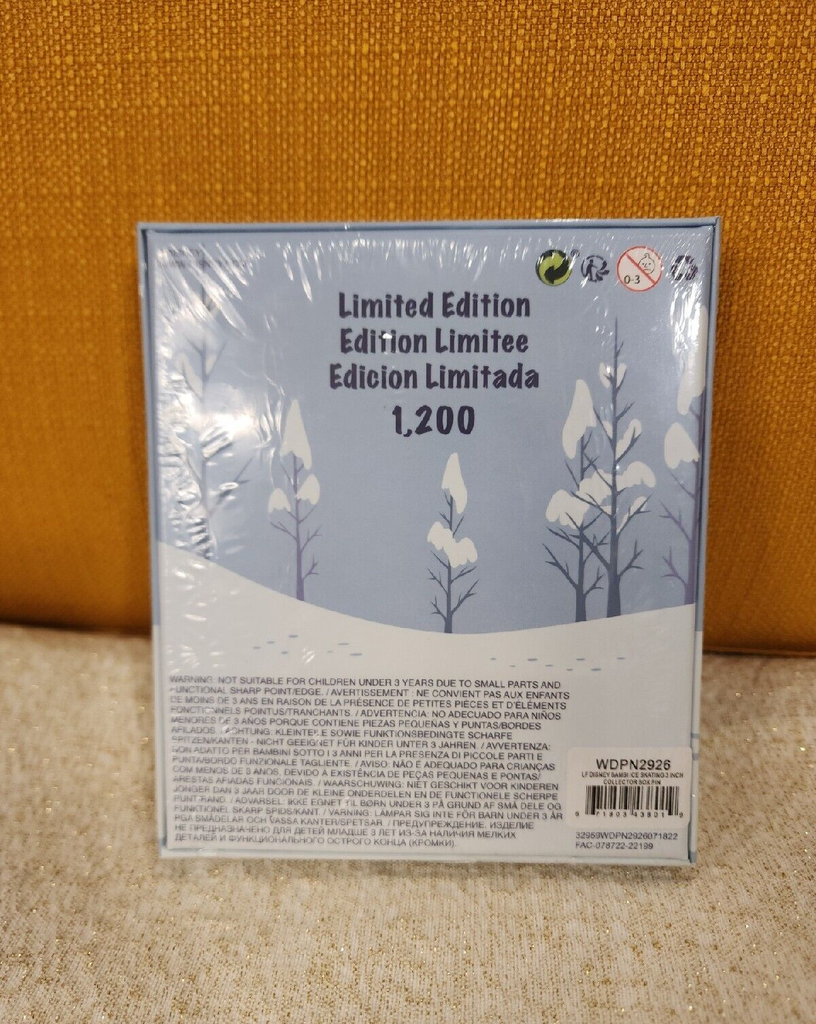 0-3
Limited Edition
Edition Limitee
Edicion Limitada
1,200
WARNING: NOT SUITABLE FOR CHILDREN UNDER 3 YEARS DUE TO SMALL PARTS AND
FUNCTIONAL SHARP POINT/EDGE. / AVERTISSEMENT : NE CONVIENT PAS AUX ENFANTS
DE MOINS DE 3 ANS EN RAISON DE LA PRÉSENCE DE PETITES PIÈCES ET D'ÉLÉMENTS
FONCTIONNELS POINTUS/TRANCHANTS. / ADVERTENCIA: NO ADECUADO PARA NIÑOS
MENORES DE 3 AÑOS PORQUE CONTIENE PIEZAS PEQUEÑAS Y PUNTAS/BORDES
AFILADOS. / ACHTUNG: KLEINTEILE SOWIE FUNKTIONSBEDINGTE SCHARFE
SPITZEN/KANTEN - NICHT GEEIGNET FÜR KINDER UNTER 3 JAHREN. / AVVERTENZA:
NON ADATTO PER BAMBINI SOTTO I 3 ANNI PER LA PRESENZA DI PICCOLE PARTI E
PUNTA/BORDO FUNZIONALE TAGLIENTE. / AVISO: NÃO É ADEQUADO PARA CRIANÇAS
COM MENOS DE 3 ANOS, DEVIDO À EXISTÊNCIA DE PEÇAS PEQUENAS E PONTAS/
ARESTAS AFIADAS FUNCIONAIS. / WAARSCHUWING: NIET GESCHIKT VOOR KINDEREN
JONGER DAN 3 JAAR DOOR DE KLEINE ONDERDELEN EN DE FUNCTIONELE SCHERPE
PUNT/RAND. / ADVARSEL: IKKE EGNET TIL BØRN UNDER 3 PÅ GRUND AF SMÅ DELE OG
FUNKTIONEL SKARP SPIDS/KANT. / VARNING: LÄMPAR SIG INTE FÖR BARN UNDER 3 ÅR
PGA SMÅDELAR OCH VASSA KANTER/SPETSAR. / ПРЕДУПРЕЖДЕНИЕ. ИЗДЕЛИЕ
НЕ ПРЕДНАЗНАЧЕНО ДЛЯ ДЕТЕЙ МЛАДШЕ 3 ЛЕТ ИЗ-ЗА НАЛИЧИЯ МЕЛКИХ
ДЕТАЛЕЙ И ФУНКЦИОНАЛЬНОГО ОСТРОГО КОНЦА (КРОМКИ).
WDPN2926
LF DISNEY BAMBI ICE SKATING 3 INCH
COLLECTOR BOX PIN
9 71803 43801 9
32959WDPN2926071822
FAC-078722-22199